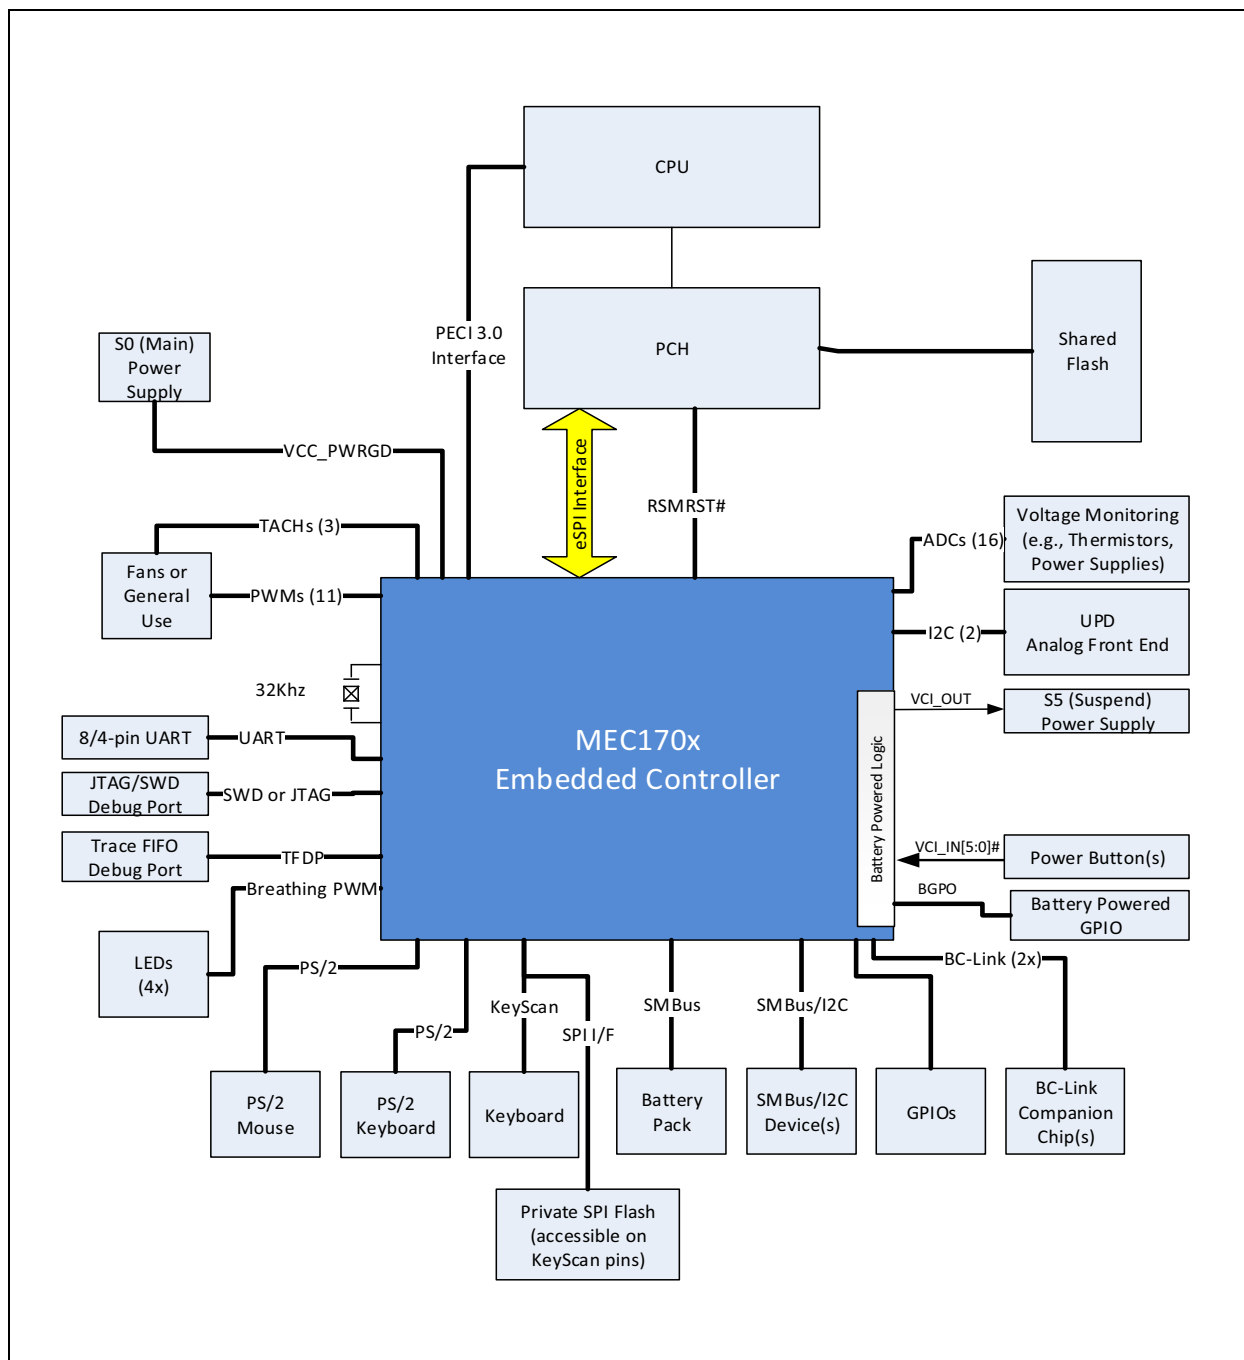 CPU
PECI 3.0
Interface
PCH
Shared
Flash
S0 (Main)
Power
Supply
VCC_PWRGD
eSPI Interface
RSMRST#
TACHs (3)
Fans or
General
Use
PWMs (11)
ADCs (16)
Voltage Monitoring
(e.g., Thermistors,
Power Supplies)
I2C (2)
UPD
Analog Front End
32Khz
VCI_OUT
S5 (Suspend)
Power Supply
8/4-pin UART
UART
MEC170x
Embedded Controller
Battery Powered Logic
JTAG/SWD
Debug Port
SWD or JTAG
Trace FIFO
Debug Port
TFDP
VCI_IN[5:0]#
Power Button(s)
Breathing PWM
BGPO
Battery Powered
GPIO
LEDs
(4x)
PS/2
BC-Link (2x)
KeyScan
SMBus
SMBus/I2C
PS/2
SPI I/F
PS/2
Mouse
PS/2
Keyboard
Keyboard
Battery
Pack
SMBus/I2C
Device(s)
GPIOs
BC-Link
Companion
Chip(s)
Private SPI Flash
(accessible on
KeyScan pins)